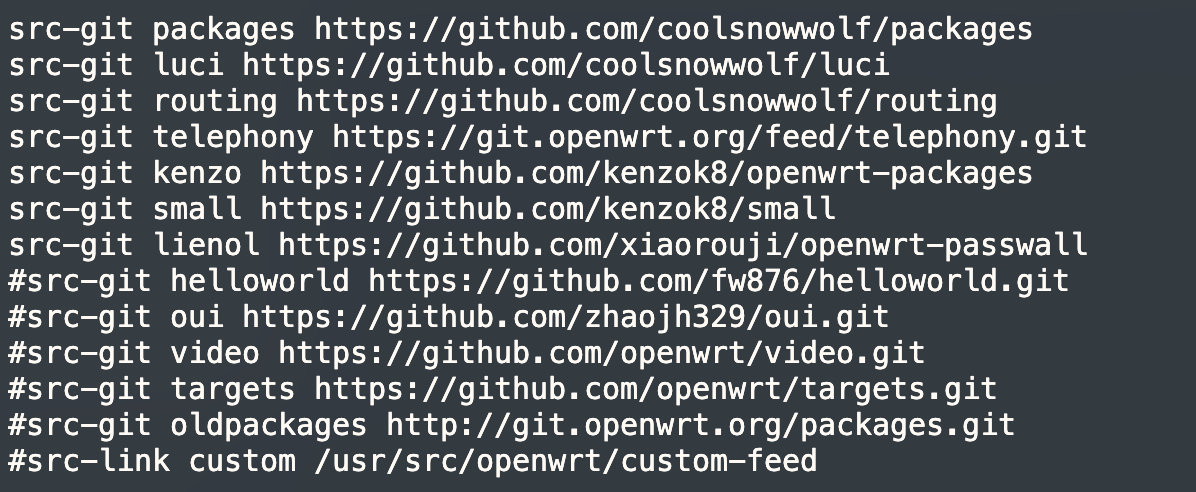 src-git packages https://github.com/coolsnowwolf/packages
src-git luci https://github.com/coolsnowwolf/luci
src-git routing https://github.com/coolsnowwolf/routing
src-git telephony https://git.openwrt.org/feed/telephony.git
src-git kenzo https://github.com/kenzok8/openwrt-packages
src-git small https://github.com/kenzok8/small
src-git lienol https://github.com/xiaorouji/openwrt-passwall
#src-git helloworld https://github.com/fw876/helloworld.git
#src-git oui https://github.com/zhaojh329/oui.git
#src-git video https://github.com/openwrt/video.git
#src-git targets https://github.com/openwrt/targets.git
#src-git oldpackages http://git.openwrt.org/packages.git
#src-link custom /usr/src/openwrt/custom-feed